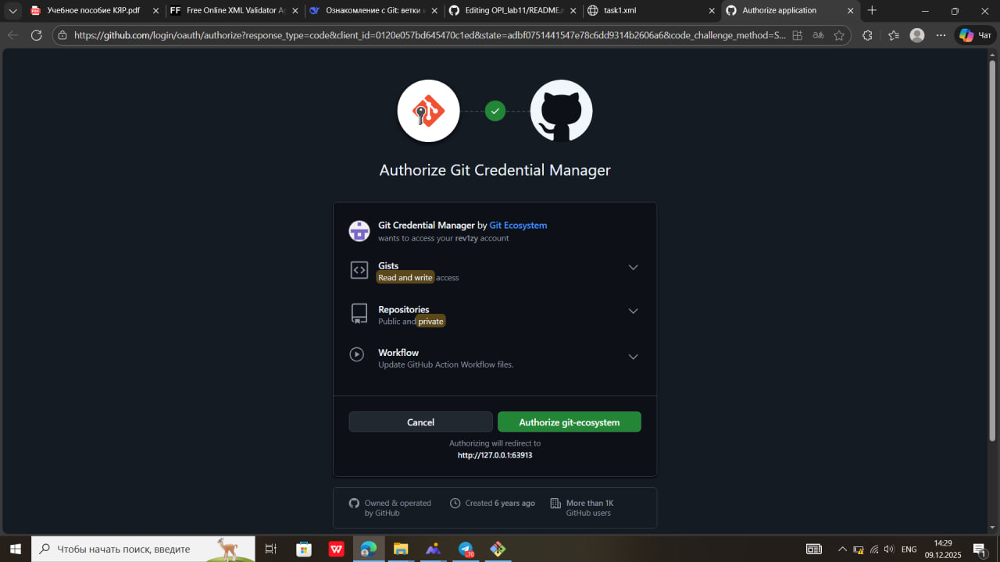 Учебное пособие КЯР.pdf
FF Free Online XML Validator Ag
Ознакомление с Git: ветки и
Editing OPI_lab11/README.m
task1.xml
Authorize application
https://github.com/login/oauth/authorize?response_type=code&client_id=0120e057bd645470c1ed&state=adbf0751441547e78c6dd9314b2606a6&code_challenge_method=S...
Чат
Authorize Git Credential Manager
Git Credential Manager by Git Ecosystem
wants to access your rev1zy account
Gists
Read and write access
Repositories
Public and private
Workflow
Update GitHub Action Workflow files.
Cancel
Authorize git-ecosystem
Authorizing will redirect to
http://127.0.0.1:63913
Owned & operated
by GitHub
Created 6 years ago
More than 1K
GitHub users
Чтобы начать поиск, введите
70
ENG
14:29
09.12.2025
1